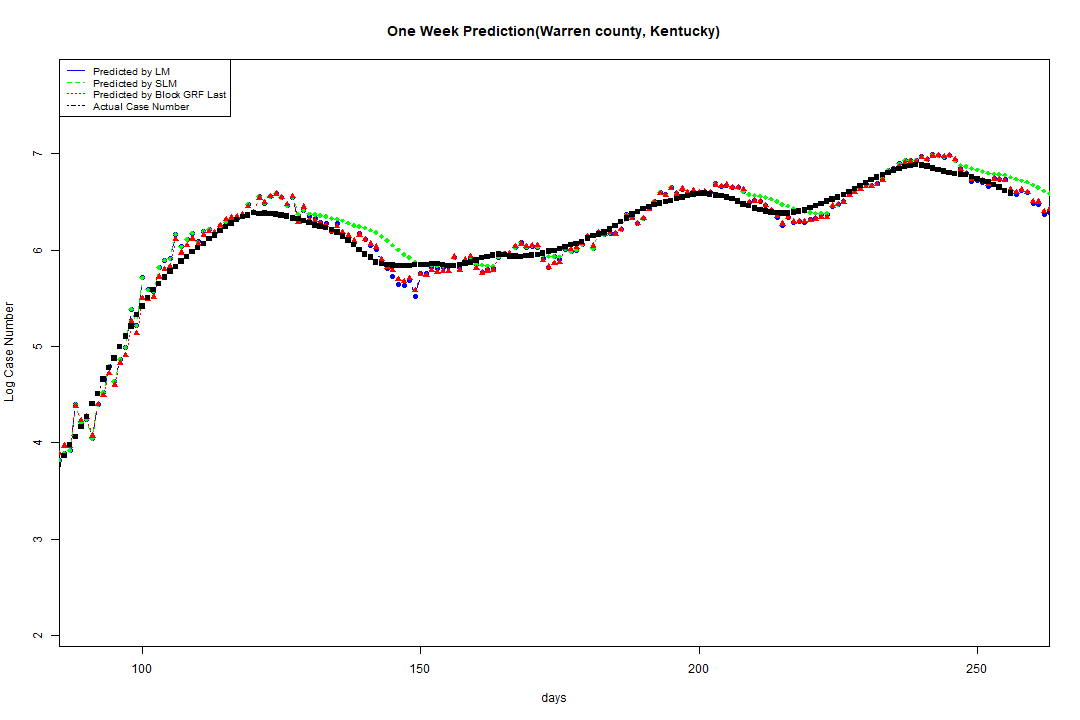 One Week Prediction(Warren county, Kentucky)
Predicted by LM
Predicted by SLM
Predicted by Block GRF Last
Actual Case Number
7
6
5
4
3
2
Log Case Number
100 150 200 250
days